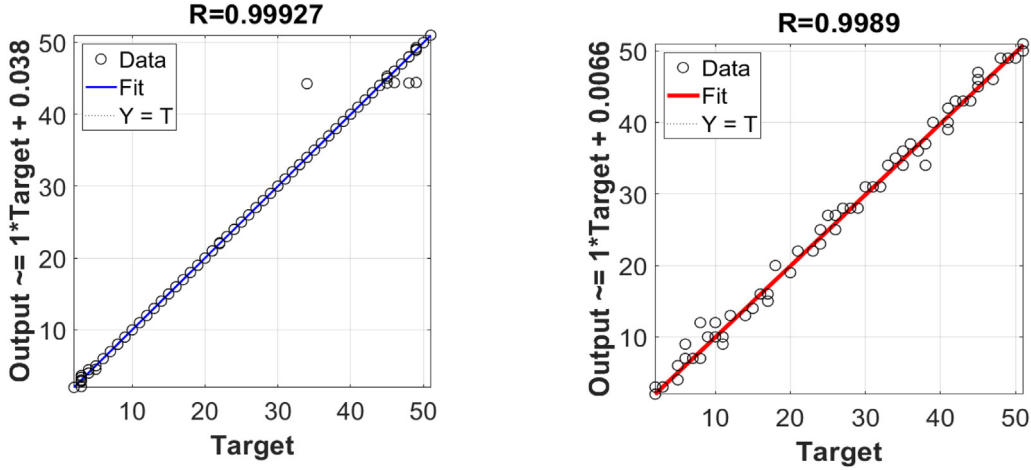 R=0.99927
Output ~= 1*Target + 0.038
50
40
30
20
10
Data
Fit
Y = T
10
20
30
40
50
Target
R=0.9989
Output ~= 1*Target + 0.0066
50
40
30
20
10
Data
Fit
Y = T
10
20
30
40
50
Target